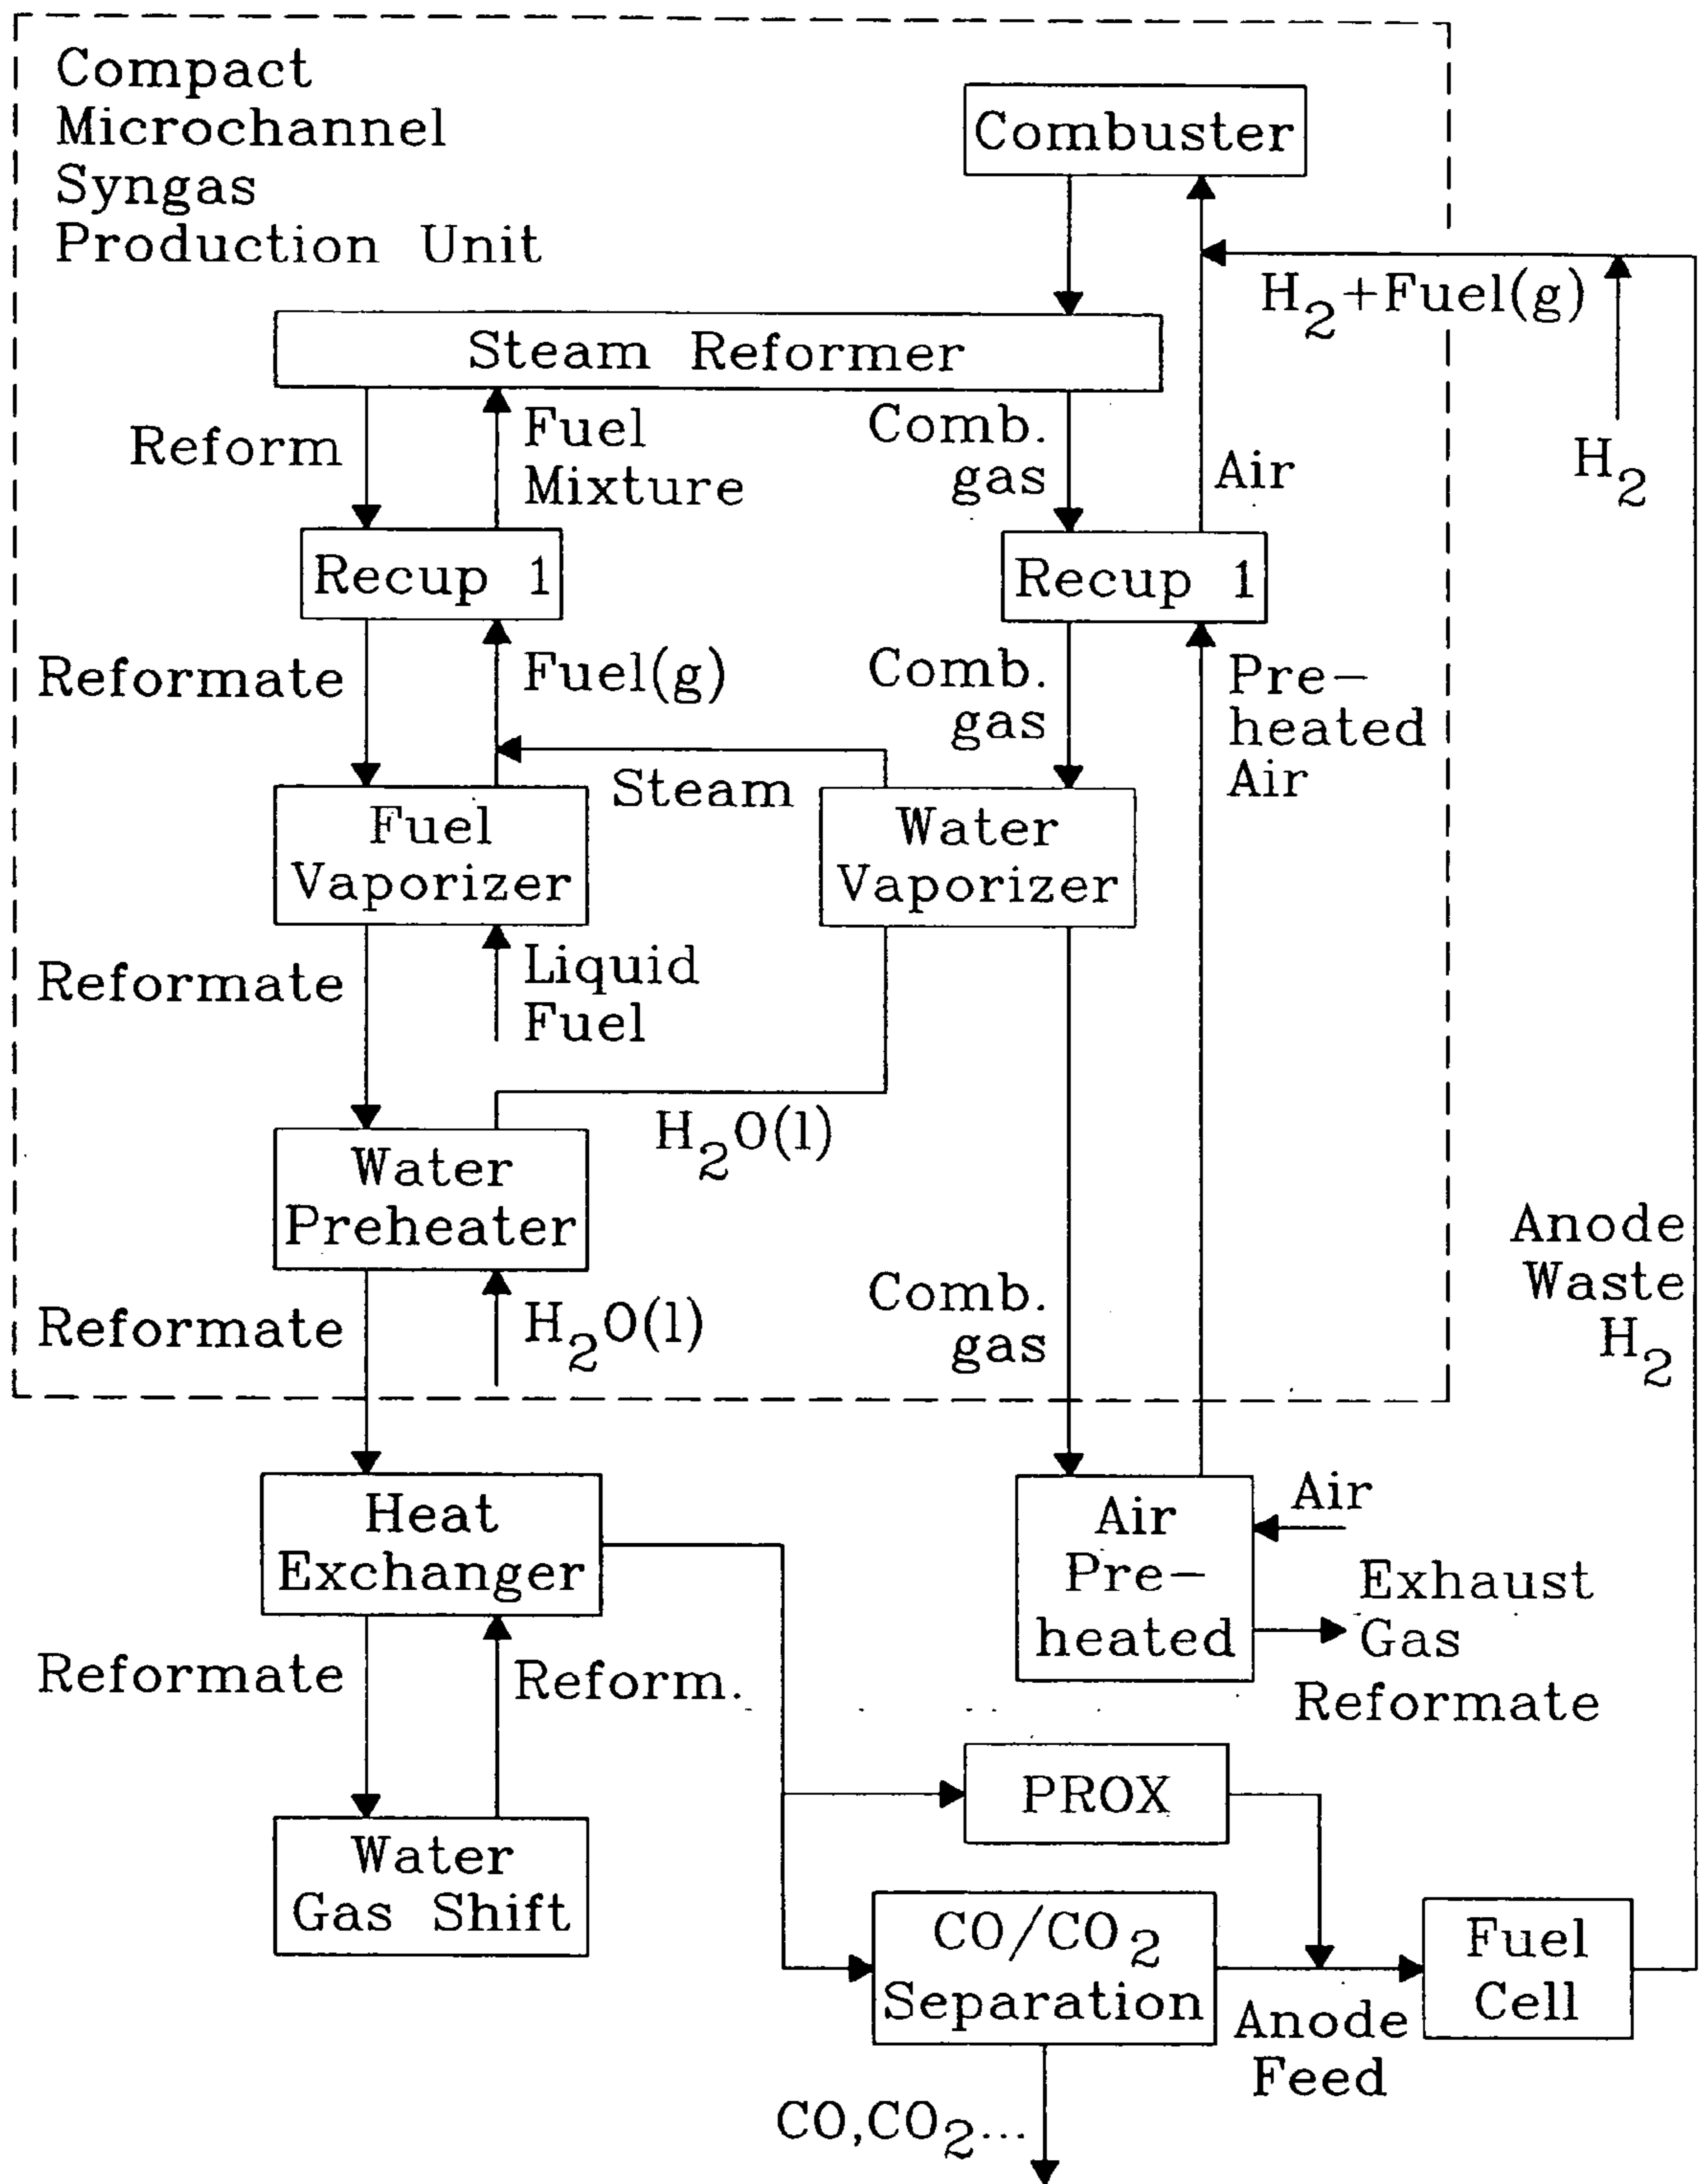 Compact
Microchannel
Syngas
Production Unit
Combuster
H2+Fuel(g)
H2
Steam Reformer
Reform
Fuel
Mixture
Comb.
gas
Air
Recup 1
Recup 1
Reformate
Fuel(g)
Comb.
gas
Pre-
heated
Air
Steam
Fuel
Vaporizer
Water
Vaporizer
Reformate
Liquid
Fuel
H2O(l)
Water
Preheater
Anode
Waste
H2
Reformate
H2O(l)
Comb.
gas
Heat
Exchanger
Air
Pre-
heated
Air
Exhaust
Gas
Reformate
Reform.
Reformate
PROX
Water
Gas Shift
CO/CO2
Separation
Anode
Feed
Fuel
Cell
CO,CO2...